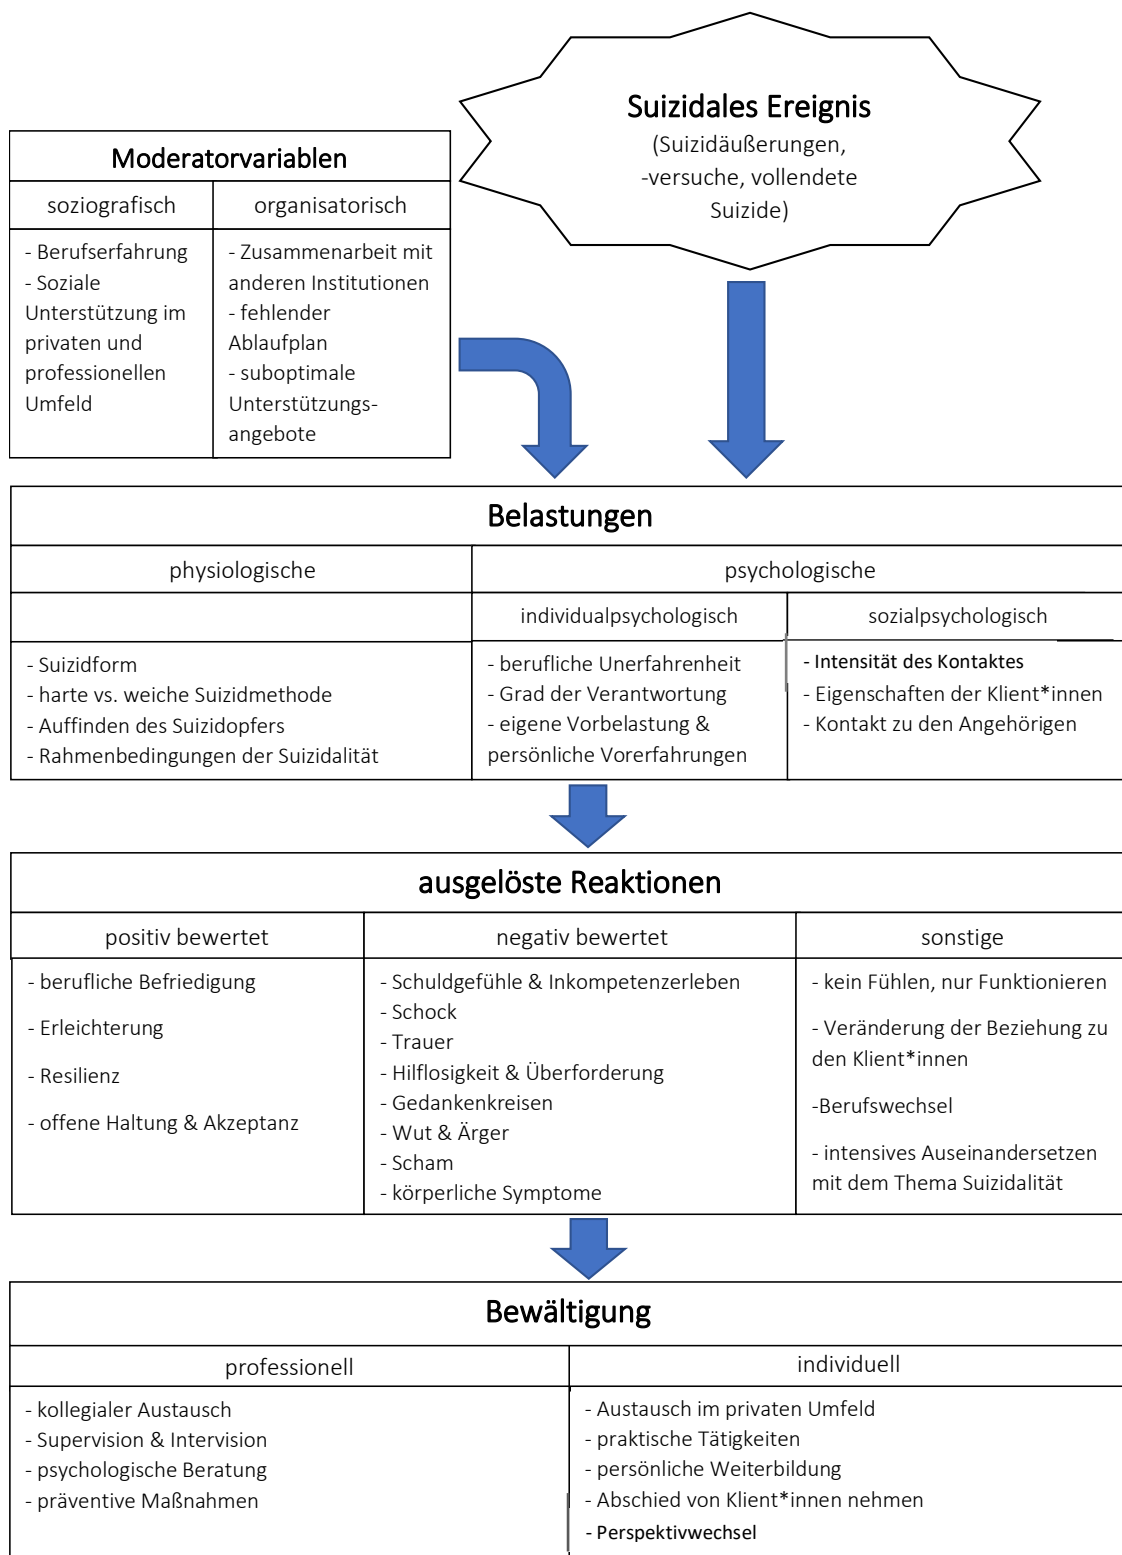 Suizidales Ereignis
(Suizidäußerungen,
-versuche, vollendete
Suizide)
Moderatorvariablen
soziografisch
- Berufserfahrung
- Soziale
Unterstützung im
privaten und
professionellen
Umfeld
organisatorisch
- Zusammenarbeit mit
anderen Institutionen
- fehlender
Ablaufplan
- suboptimale
Unterstützungs-
angebote
Belastungen
physiologische
- Suizidform
- harte vs. weiche Suizidmethode
- Auffinden des Suizidopfers
- Rahmenbedingungen der Suizidalität
psychologische
individualpsychologisch
- berufliche Unerfahrenheit
- Grad der Verantwortung
- eigene Vorbelastung &
persönliche Vorerfahrungen
sozialpsychologisch
- Intensität des Kontaktes
- Eigenschaften der Klient*innen
- Kontakt zu den Angehörigen
ausgelöste Reaktionen
positiv bewertet
- berufliche Befriedigung
- Erleichterung
- Resilienz
- offene Haltung & Akzeptanz
negativ bewertet
- Schuldgefühle & Inkompetenzerleben
- Schock
- Trauer
- Hilflosigkeit & Überforderung
- Gedankenkreisen
- Wut & Ärger
- Scham
- körperliche Symptome
sonstige
- kein Fühlen, nur Funktionieren
- Veränderung der Beziehung zu
den Klient*innen
-Berufswechsel
- intensives Auseinandersetzen
mit dem Thema Suizidalität
Bewältigung
professionell
- kollegialer Austausch
- Supervision & Intervision
- psychologische Beratung
- präventive Maßnahmen
individuell
- Austausch im privaten Umfeld
- praktische Tätigkeiten
- persönliche Weiterbildung
- Abschied von Klient*innen nehmen
- Perspektivwechsel